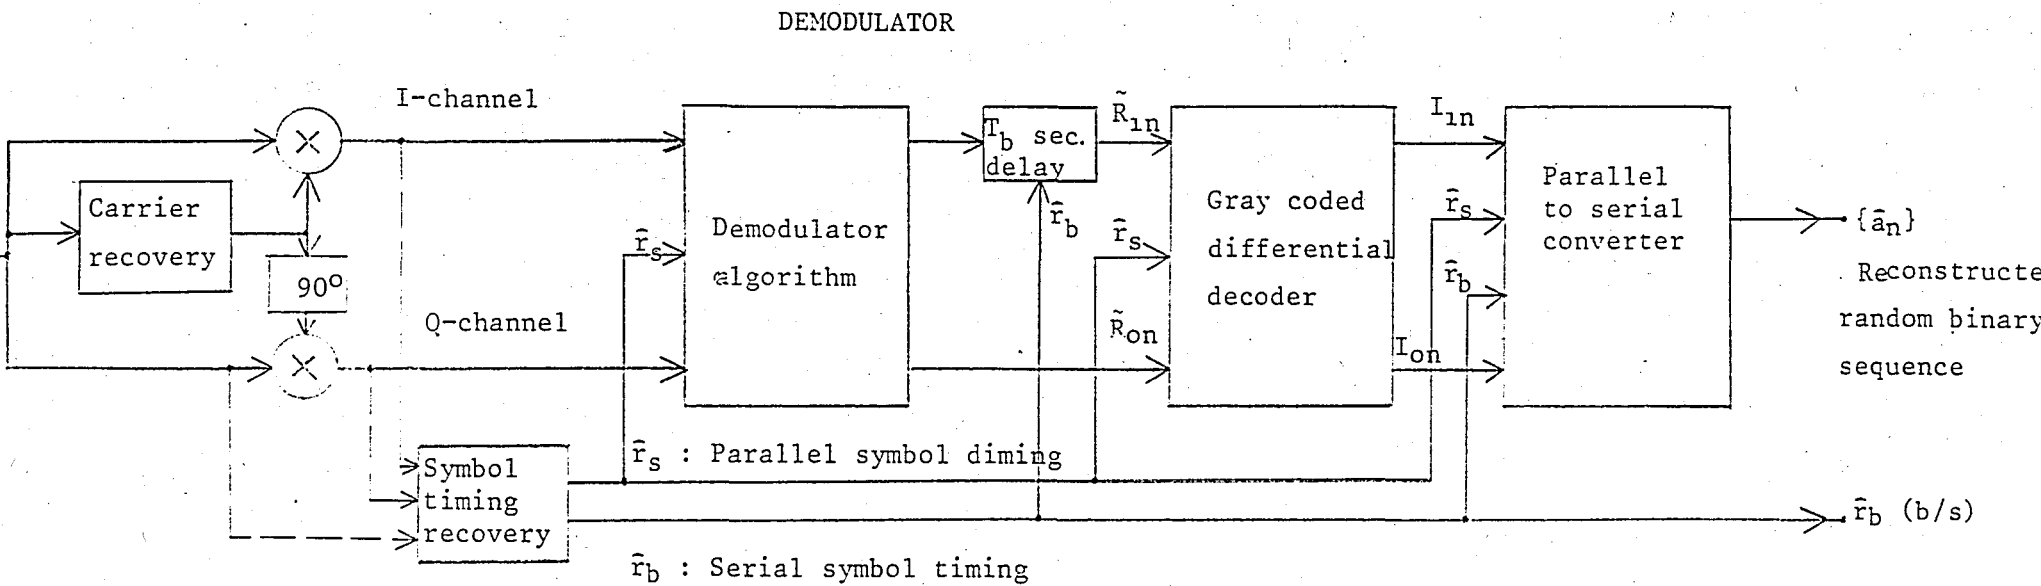 DEMODULATOR
I-channel
Carrier
recovery
90°
Q-channel
r̂s
Demodulator
algorithm
Tb sec.
delay
r̂b
R̃1n
r̂s
R̃on
Gray coded
differential
decoder
I1n
r̂s
r̂b
Ion
Parallel
to serial
converter
{ân}
Reconstructe
random binary
sequence
Symbol
timing
recovery
r̂s : Parallel symbol diming
r̂b (b/s)
r̂b : Serial symbol timing